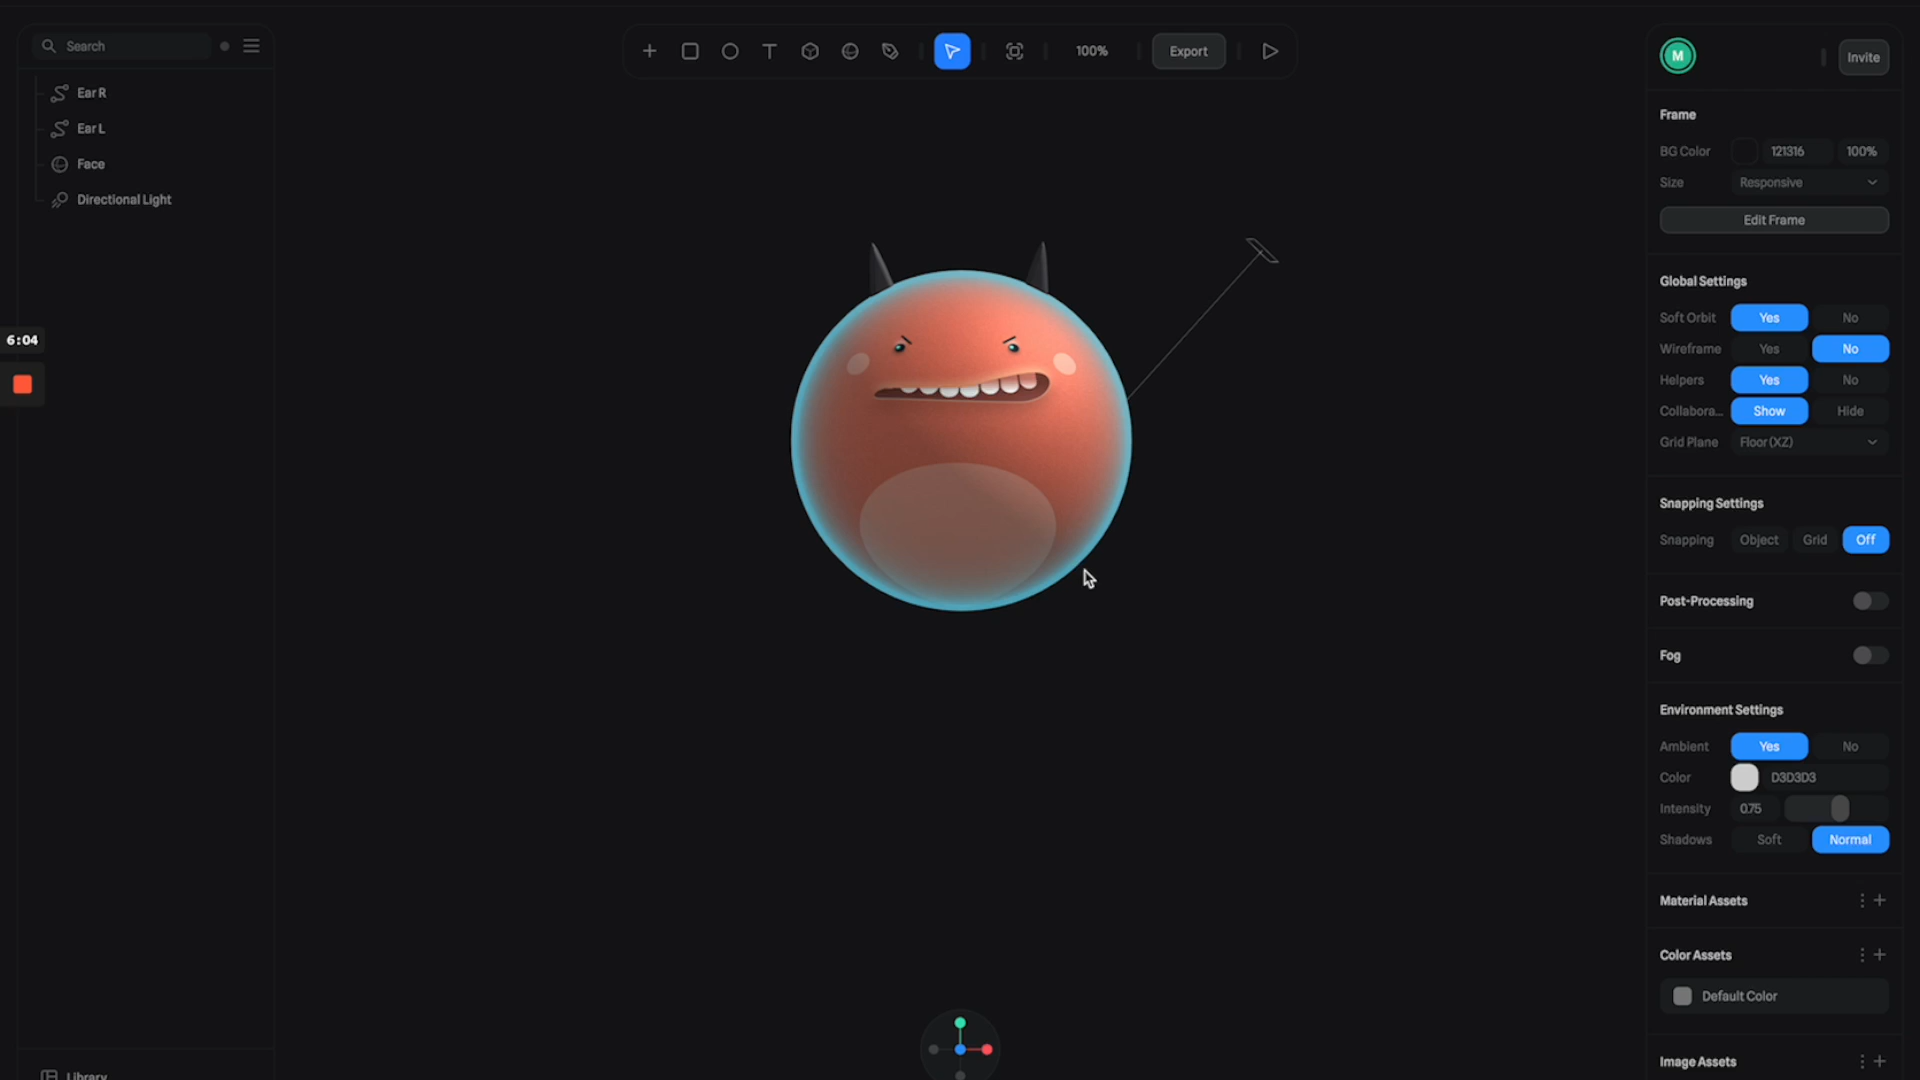 Search
Ear R
Ear L
Face
Directional Light
6:04
Library
T
100%
Export
M
Invite
Frame
BG Color 121316 100%
Size Responsive
Edit Frame
Global Settings
Soft Orbit Yes No
Wireframe Yes No
Helpers Yes No
Collabora... Show Hide
Grid Plane Floor (XZ)
Snapping Settings
Snapping Object Grid Off
Post-Processing
Fog
Environment Settings
Ambient Yes No
Color D3D3D3
Intensity 0.75
Shadows Soft Normal
Material Assets
Color Assets
Default Color
Image Assets